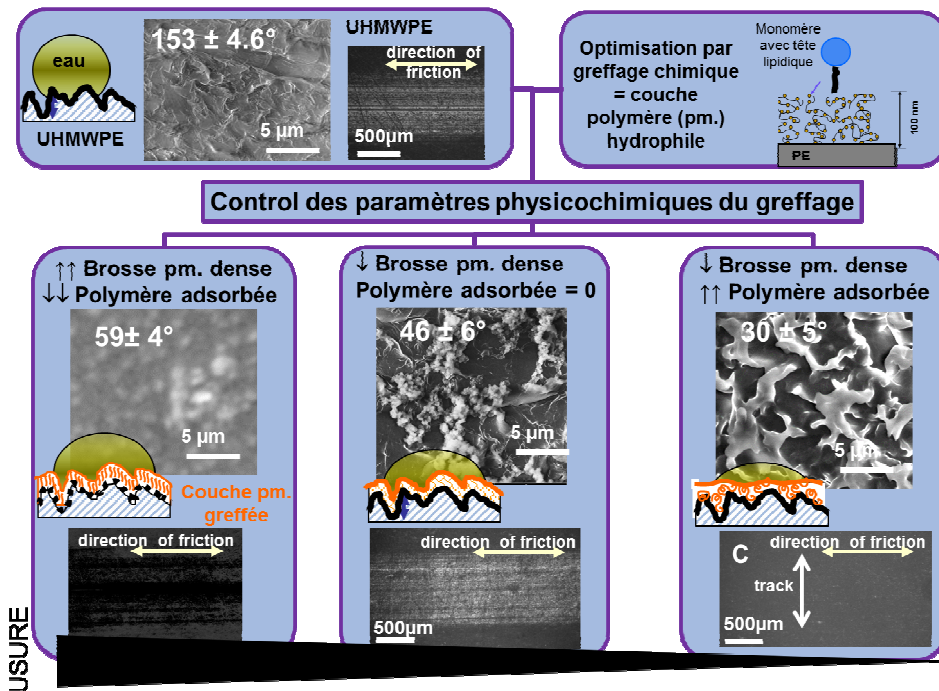 eau
UHMWPE
153 ± 4.6°
5 µm
UHMWPE
direction of
friction
500µm
Optimisation par
greffage chimique
= couche
polymère (pm.)
hydrophile
Monomère
avec tête
lipidique
100 nm
PE
Control des paramètres physicochimiques du greffage
↑↑ Brosse pm. dense
↓↓ Polymère adsorbée
59± 4°
5 µm
Couche pm.
greffée
direction of friction
↓ Brosse pm. dense
Polymère adsorbée = 0
46 ± 6°
5 µm
direction of friction
500µm
↓ Brosse pm. dense
↑↑ Polymère adsorbée
30 ± 5°
5 µm
C direction of friction
track
500µm
USURE